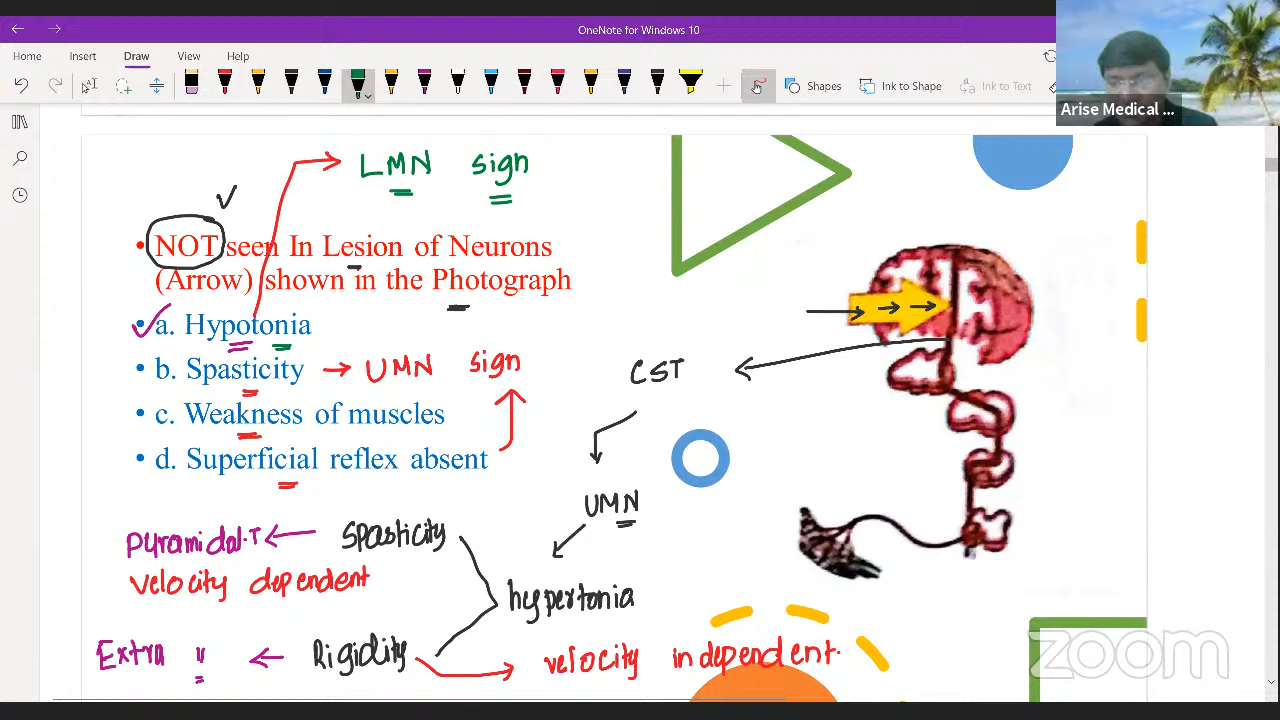 OneNote for Windows 10
Home Insert Draw View Help
Shapes Ink to Shape Ink to Text
Arise Medical ...
LMN sign
• NOT seen In Lesion of Neurons
(Arrow) shown in the Photograph
• a. Hypotonia
• b. Spasticity → UMN sign
• c. Weakness of muscles
• d. Superficial reflex absent
CST
UMN
Pyramidal.T ← Spasticity
velocity dependent
hypertonia
Extra " ← Rigidity → velocity independent.
zoom